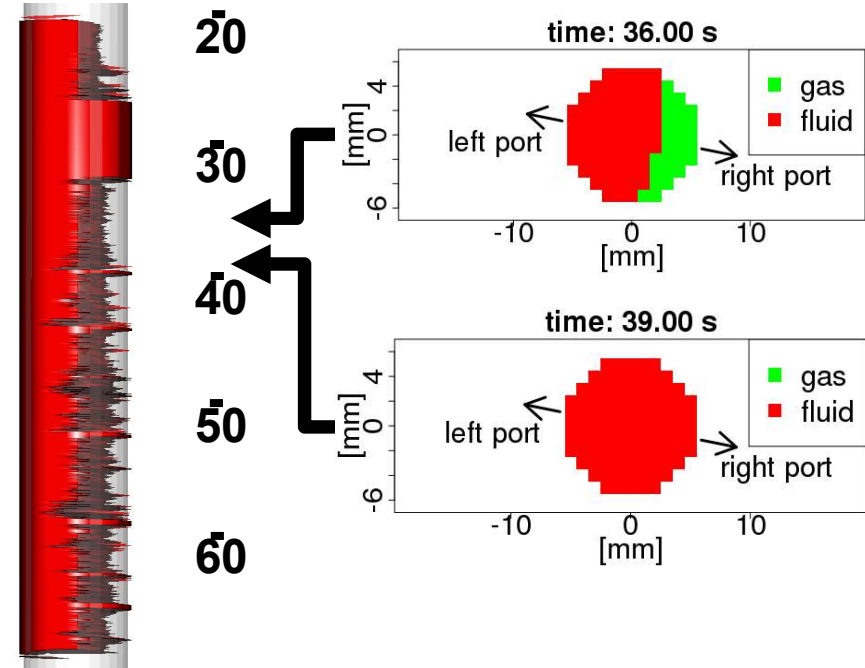 20
30
40
50
60
time: 36.00 s
[mm]
4
0
-6
left port
right port
gas
fluid
-10
0
10
[mm]
time: 39.00 s
[mm]
4
0
-6
left port
right port
gas
fluid
-10
0
10
[mm]